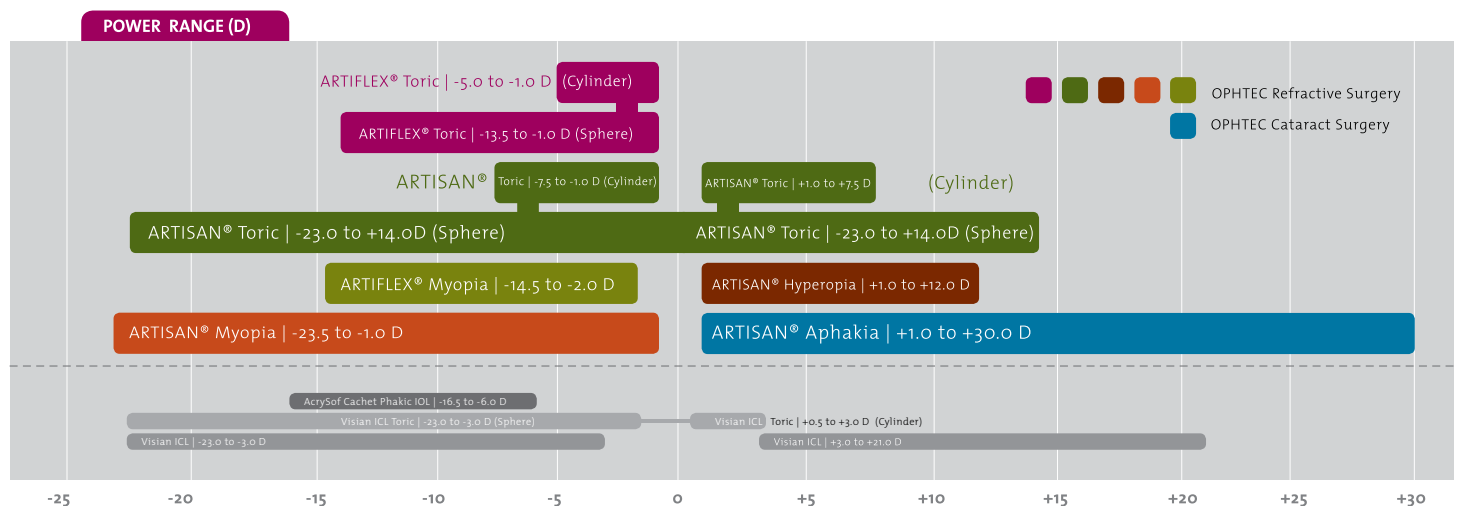 POWER RANGE (D)
ARTIFLEX® Toric | -5.0 to -1.0 D (Cylinder)
ARTIFLEX® Toric | -13.5 to -1.0 D (Sphere)
OPHTEC Refractive Surgery
OPHTEC Cataract Surgery
ARTISAN® Toric | -7.5 to -1.0 D (Cylinder)
ARTISAN® Toric | +1.0 to +7.5 D (Cylinder)
ARTISAN® Toric | -23.0 to +14.0D (Sphere)
ARTISAN® Toric | -23.0 to +14.0D (Sphere)
ARTIFLEX® Myopia | -14.5 to -2.0 D
ARTISAN® Hyperopia | +1.0 to +12.0 D
ARTISAN® Myopia | -23.5 to -1.0 D
ARTISAN® Aphakia | +1.0 to +30.0 D
AcrySof Cachet Phakic IOL | -16.5 to -6.0 D
Visian ICL Toric | -23.0 to -3.0 D (Sphere)
Visian ICL Toric | +0.5 to +3.0 D (Cylinder)
Visian ICL | -23.0 to -3.0 D
Visian ICL | +3.0 to +21.0 D
-25 -20 -15 -10 -5 0 +5 +10 +15 +20 +25 +30